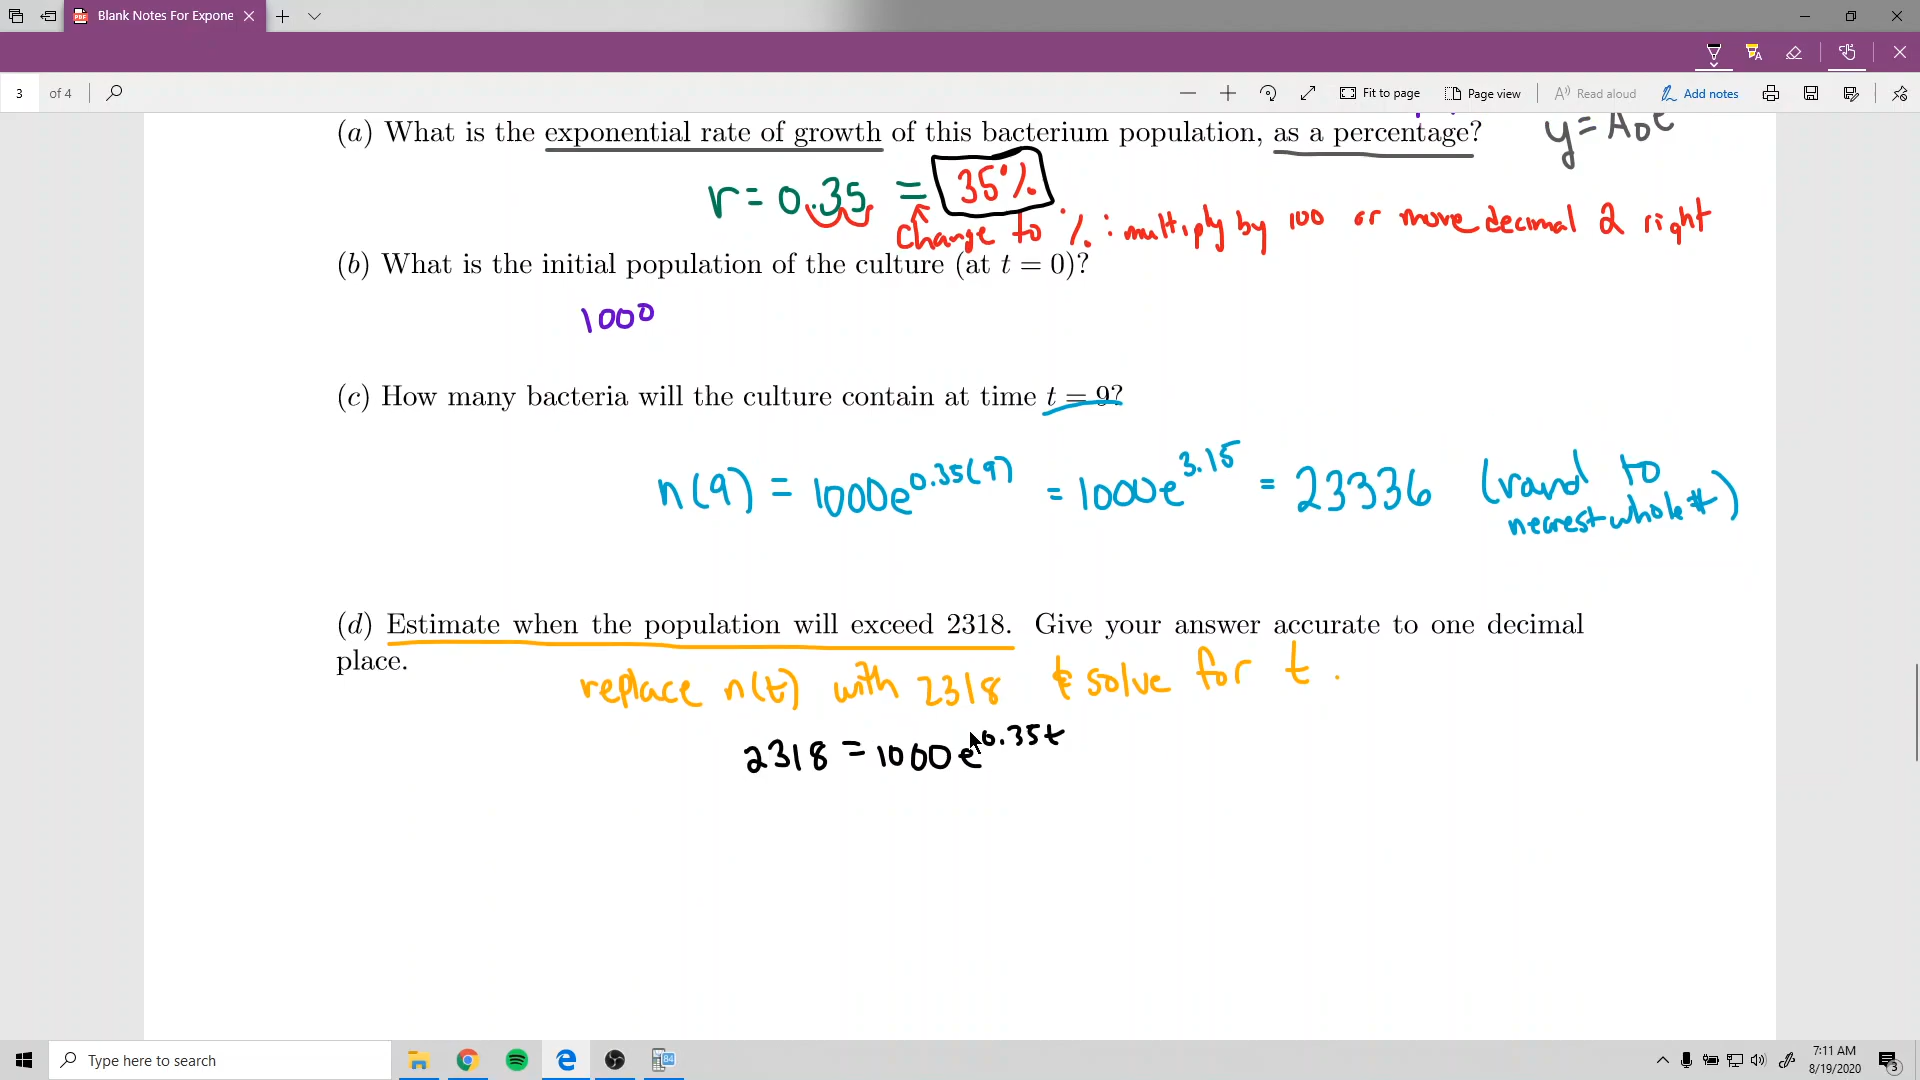 Blank Notes For Expone
3 of 4
Fit to page
Page view
Read aloud
Add notes
(a) What is the exponential rate of growth of this bacterium population, as a percentage?
y = A₀e
r = 0.35 = 35%
change to % : multiply by 100 or move decimal 2 right
(b) What is the initial population of the culture (at t = 0)?
1000
(c) How many bacteria will the culture contain at time t = 9?
n(9) = 1000e^0.35(9) = 1000e^3.15 = 23336 (rond to
nearest whole #)
(d) Estimate when the population will exceed 2318. Give your answer accurate to one decimal
place.
replace n(t) with 2318 & solve for t.
2318 = 1000e^0.35t
Type here to search
84
7:11 AM
8/19/2020
3